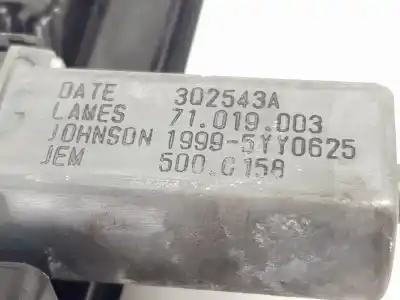 DATE 302543A
LAMES 71.019.003
JOHNSON 1999-5YY0625
JEM 500.G158